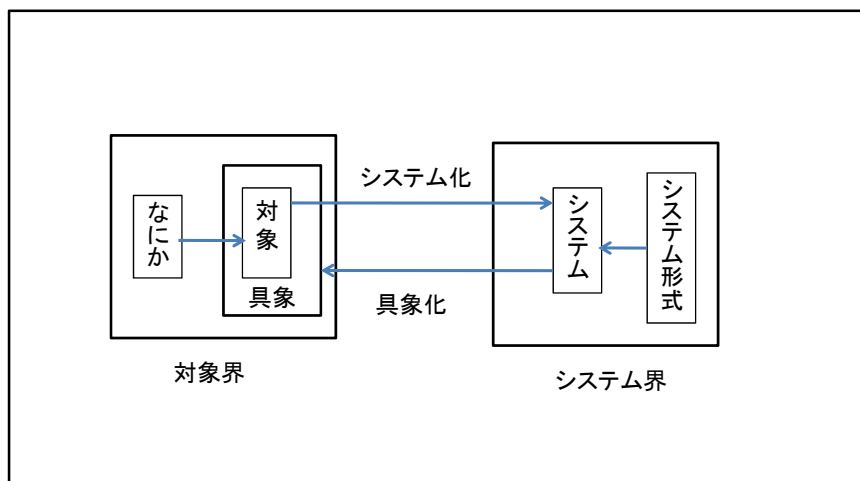 システム化
なにか
対象
システム
システム形式
具象
具象化
対象界
システム界